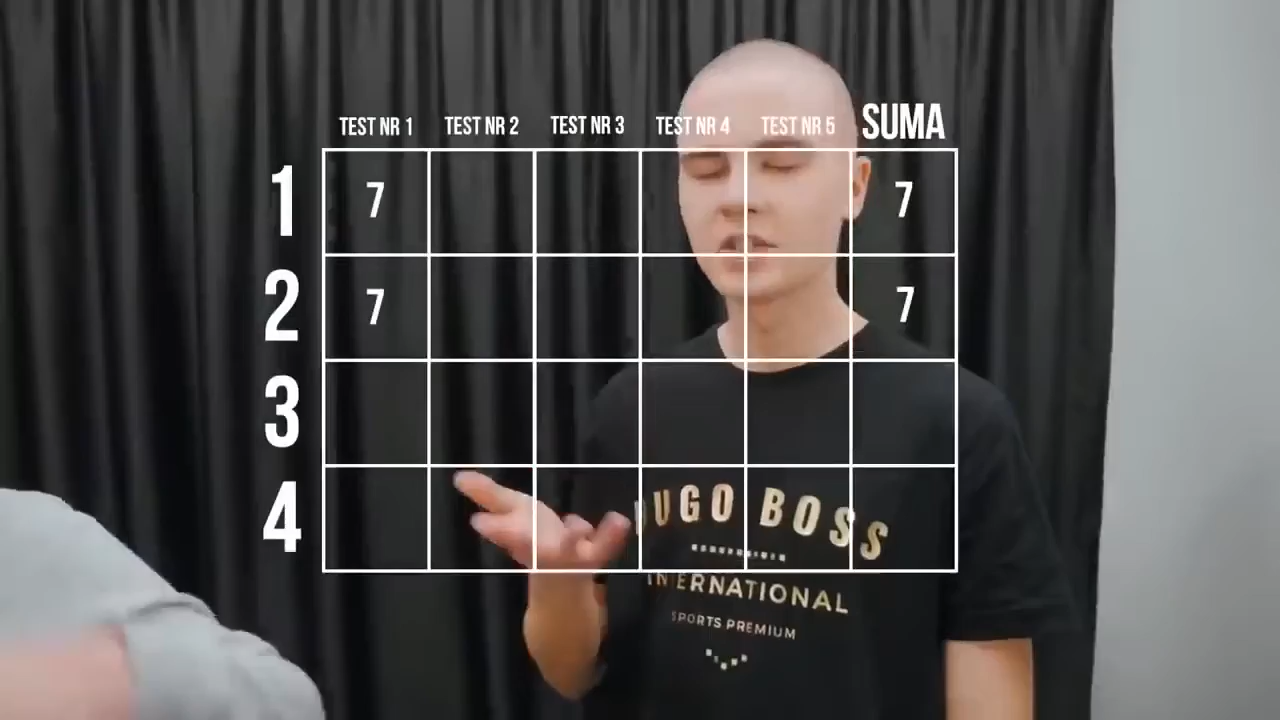 TEST NR 1 TEST NR 2 TEST NR 3 TEST NR 4 TEST NR 5 SUMA
1 7 7
2 7 7
3
4
HUGO BOSS
INTERNATIONAL
SPORTS PREMIUM